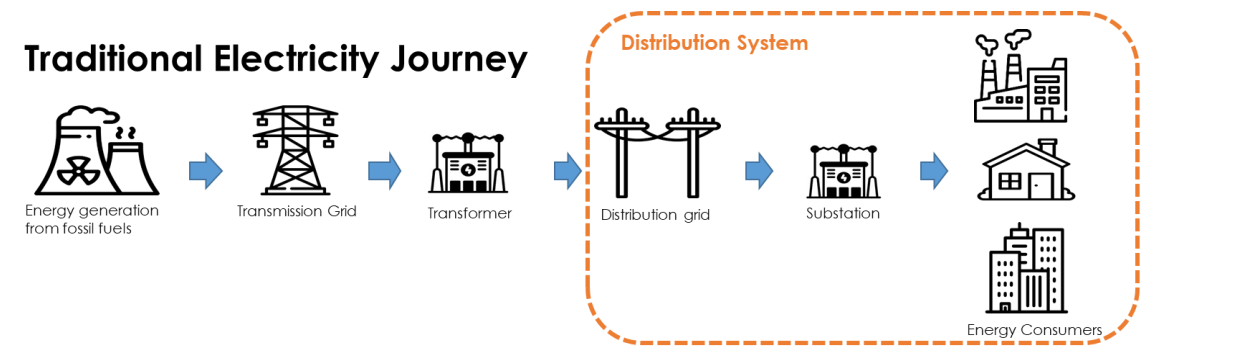 Traditional Electricity Journey
Distribution System
Energy generation
from fossil fuels
Transmission Grid
Transformer
Distribution grid
Substation
Energy Consumers